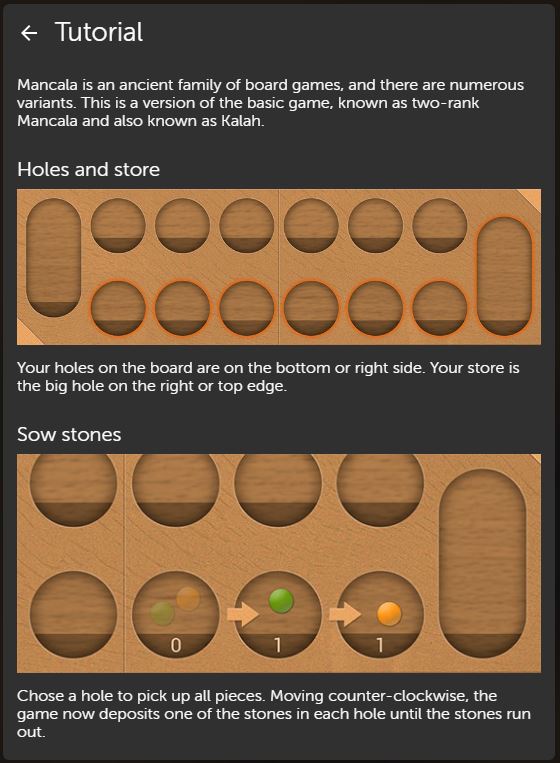 Tutorial
Mancala is an ancient family of board games, and there are numerous
variants. This is a version of the basic game, known as two-rank
Mancala and also known as Kalah.
Holes and store
Your holes on the board are on the bottom or right side. Your store is
the big hole on the right or top edge.
Sow stones
0 1 1
Chose a hole to pick up all pieces. Moving counter-clockwise, the
game now deposits one of the stones in each hole until the stones run
out.